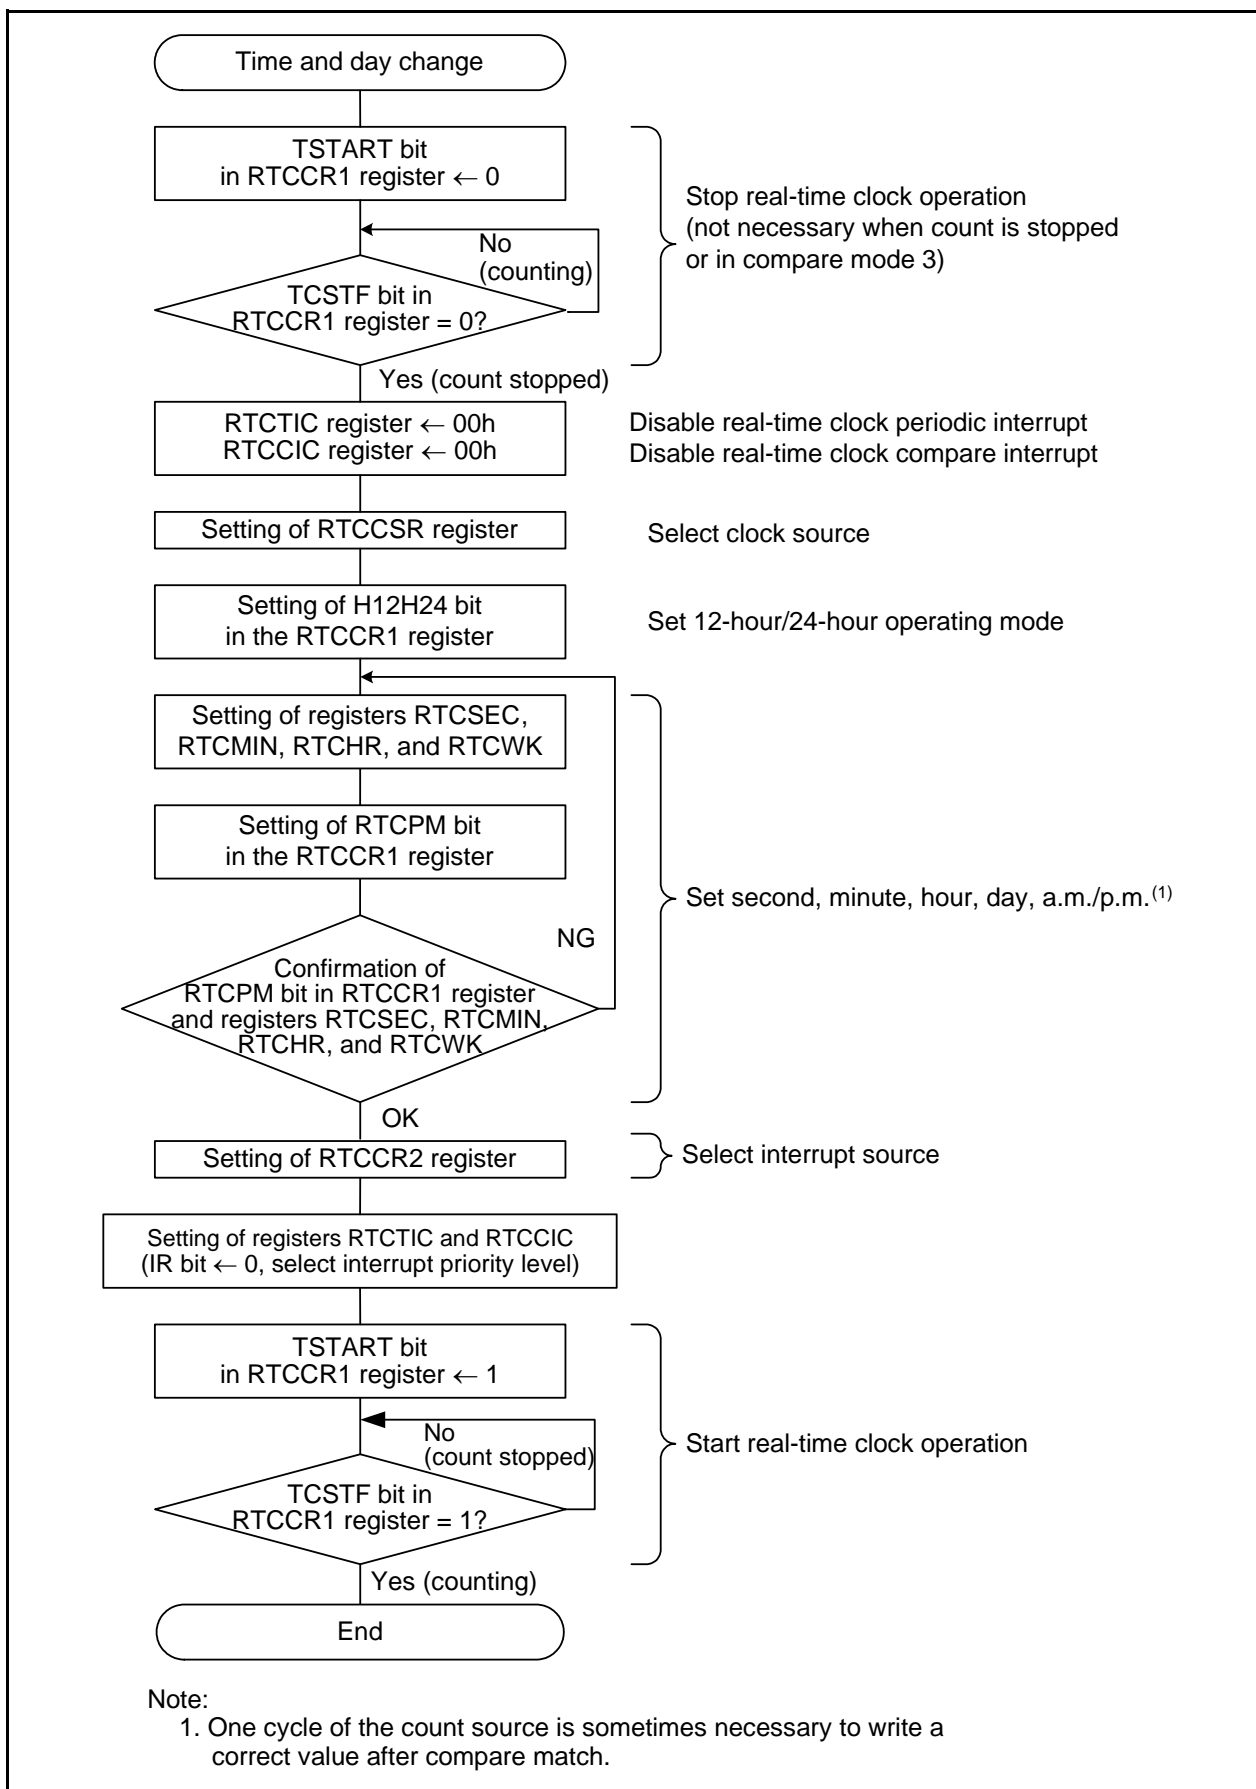 Time and day change
TSTART bit
in RTCCR1 register ← 0
Stop real-time clock operation
(not necessary when count is stopped
or in compare mode 3)
No
(counting)
TCSTF bit in
RTCCR1 register = 0?
Yes (count stopped)
RTCTIC register ← 00h
RTCCIC register ← 00h
Disable real-time clock periodic interrupt
Disable real-time clock compare interrupt
Setting of RTCCSR register
Select clock source
Setting of H12H24 bit
in the RTCCR1 register
Set 12-hour/24-hour operating mode
Setting of registers RTCSEC,
RTCMIN, RTCHR, and RTCWK
Setting of RTCPM bit
in the RTCCR1 register
Set second, minute, hour, day, a.m./p.m.(1)
NG
Confirmation of
RTCPM bit in RTCCR1 register
and registers RTCSEC, RTCMIN,
RTCHR, and RTCWK
OK
Setting of RTCCR2 register
Select interrupt source
Setting of registers RTCTIC and RTCCIC
(IR bit ← 0, select interrupt priority level)
TSTART bit
in RTCCR1 register ← 1
No
(count stopped)
Start real-time clock operation
TCSTF bit in
RTCCR1 register = 1?
Yes (counting)
End
Note:
1. One cycle of the count source is sometimes necessary to write a
correct value after compare match.